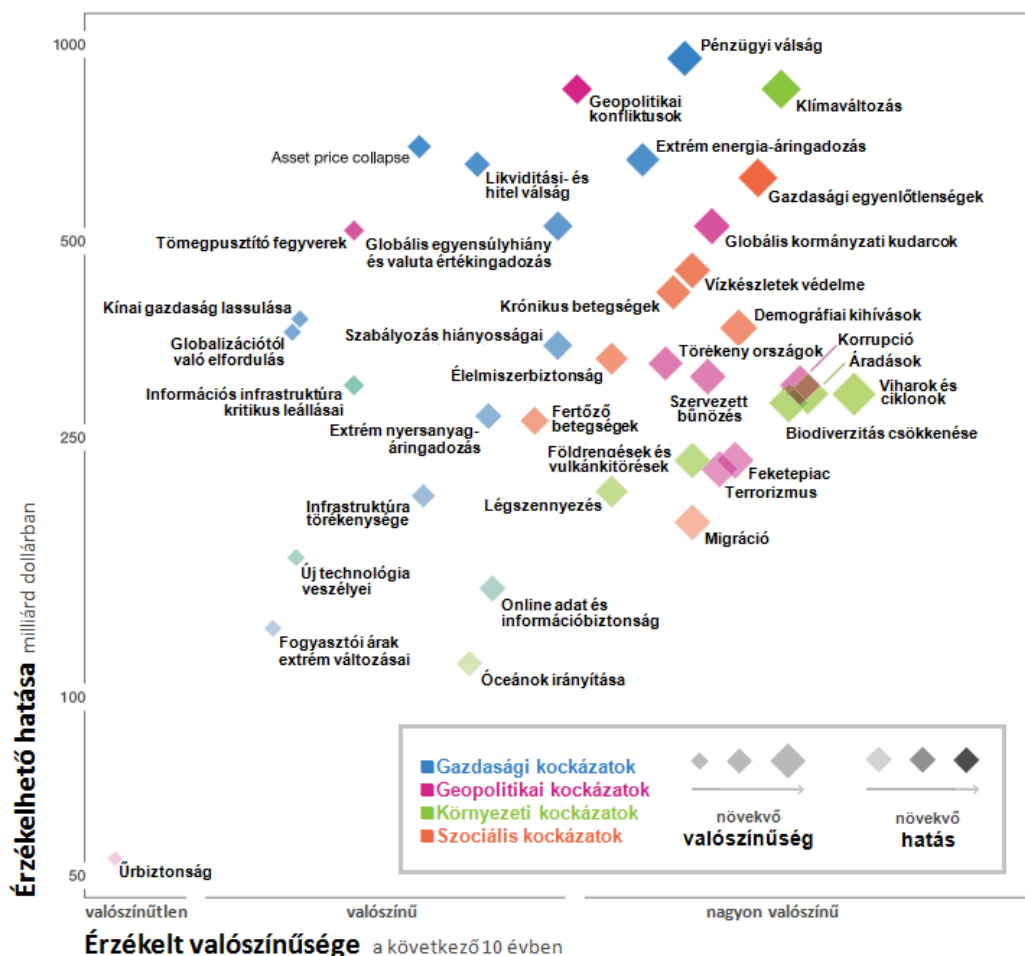 1000
Pénzügyi válság
Geopolitikai
konfliktusok
Klímaváltozás
Asset price collapse
Extrém energia-áringadozás
Likviditási- és
hitel válság
Gazdasági egyenlőtlenségek
500
Tömegpusztító fegyverek
Globális egyensúlyhiány
és valuta értékingadozás
Globális kormányzati kudarcok
Vízkészletek védelme
Krónikus betegségek
Kínai gazdaság lassulása
Globalizációtól
való elfordulás
Szabályozás hiányosságai
Demográfiai kihívások
Korrupció
Törékeny országok
Áradások
Élelmiszerbiztonság
Információs infrastruktúra
kritikus leállásai
Szervezett
bűnözés
Viharok és
ciklonok
Fertőző
betegségek
Extrém nyersanyag-
áringadozás
Biodiverzitás csökkenése
250
Földrengések és
vulkánkitörések
Feketepiac
Terrorizmus
Infrastruktúra
törékenysége
Légszennyezés
Migráció
Új technológia
veszélyei
Online adat és
információbiztonság
Fogyasztói árak
extrém változásai
Óceánok irányítása
100
Érzékelhető hatása milliárd dollárban
Gazdasági kockázatok
Geopolitikai kockázatok
Környezeti kockázatok
Szociális kockázatok
növekvő
valószínűség
növekvő
hatás
Űrbiztonság
50
valószínűtlen
valószínű
nagyon valószínű
Érzékelt valószínűsége a következő 10 évben